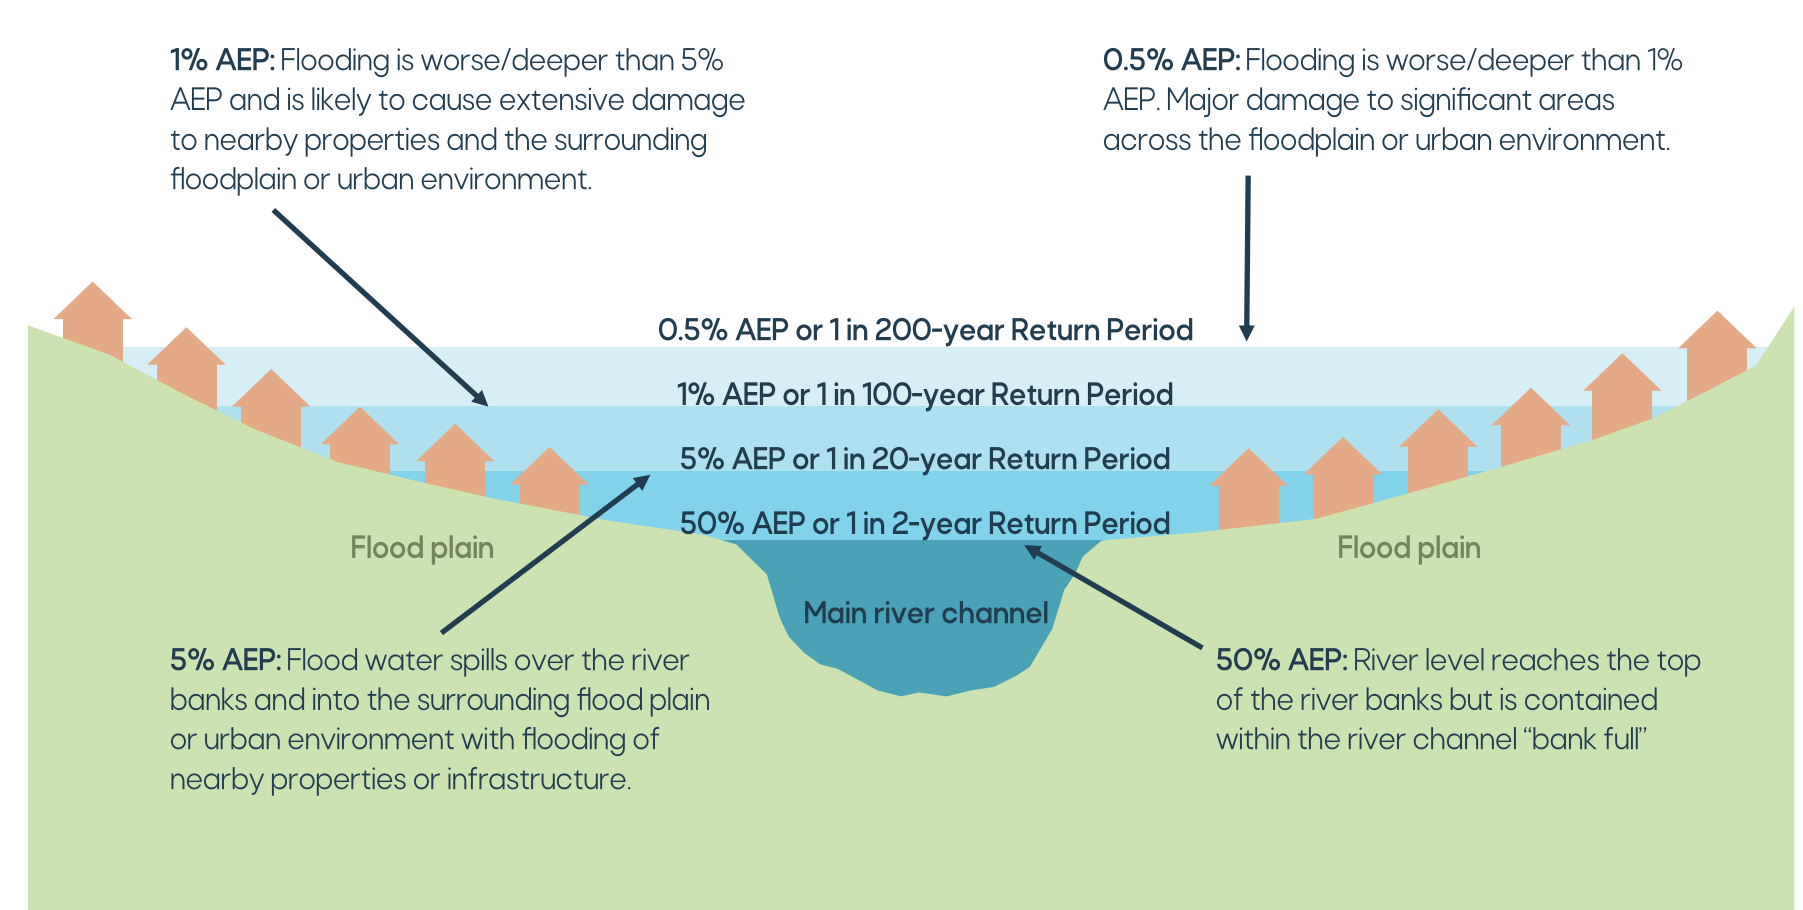 1% AEP: Flooding is worse/deeper than 5%
AEP and is likely to cause extensive damage
to nearby properties and the surrounding
floodplain or urban environment.
0.5% AEP: Flooding is worse/deeper than 1%
AEP. Major damage to significant areas
across the floodplain or urban environment.
0.5% AEP or 1 in 200-year Return Period
1% AEP or 1 in 100-year Return Period
5% AEP or 1 in 20-year Return Period
50% AEP or 1 in 2-year Return Period
Flood plain
Flood plain
Main river channel
5% AEP: Flood water spills over the river
banks and into the surrounding flood plain
or urban environment with flooding of
nearby properties or infrastructure.
50% AEP: River level reaches the top
of the river banks but is contained
within the river channel “bank full”